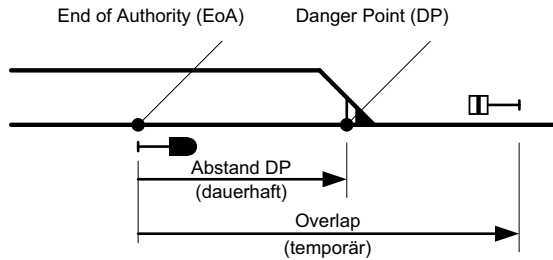 End of Authority (EoA)
Danger Point (DP)
Abstand DP
(dauerhaft)
Overlap
(temporär)